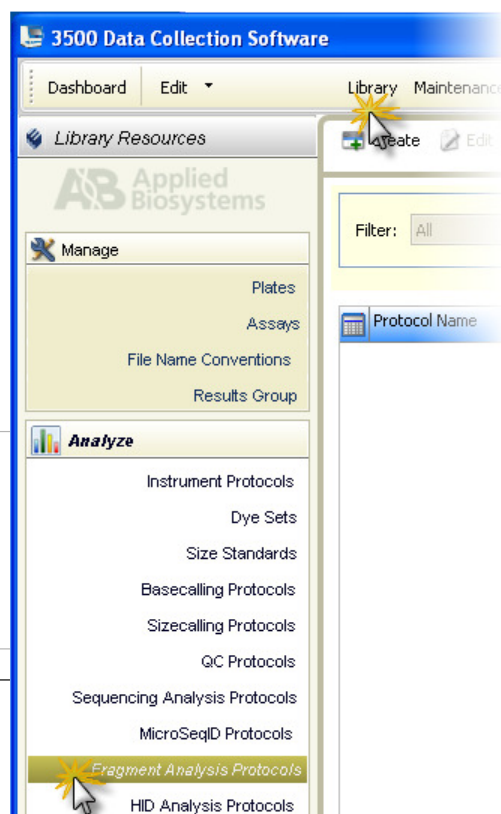 3500 Data Collection Software
Dashboard Edit Library Maintenance
Library Resources
Create Edit
AB Applied
Biosystems
Filter: All
Manage
Plates
Assays
File Name Conventions
Results Group
Protocol Name
Analyze
Instrument Protocols
Dye Sets
Size Standards
Basecalling Protocols
Sizecalling Protocols
QC Protocols
Sequencing Analysis Protocols
MicroSeqID Protocols
Fragment Analysis Protocols
HID Analysis Protocols